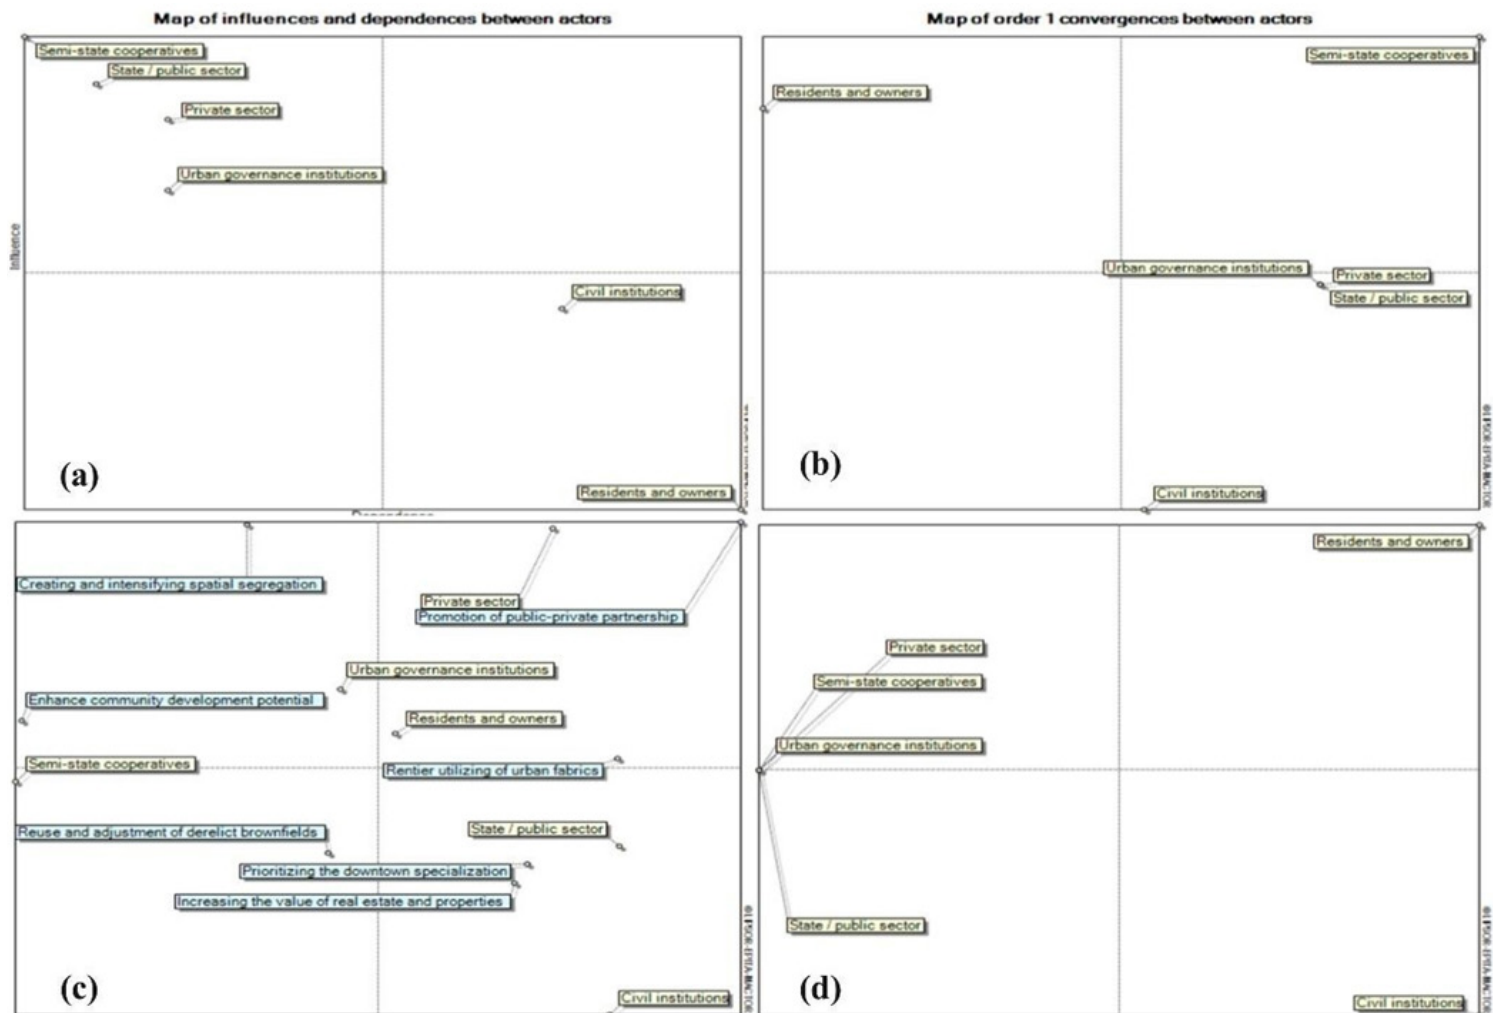 Map of influences and dependences between actors
Semi-state cooperatives
State / public sector
Private sector
Urban governance institutions
Influence
Civil institutions
(a)
Residents and owners
Map of order 1 convergences between actors
Semi-state cooperatives
Residents and owners
Urban governance institutions
Private sector
State / public sector
(b)
Civil institutions
Creating and intensifying spatial segregation
Private sector
Promotion of public-private partnership
Urban governance institutions
Enhance community development potential
Residents and owners
Semi-state cooperatives
Rentier utilizing of urban fabrics
State / public sector
Reuse and adjustment of derelict brownfields
Prioritizing the downtown specialization
Increasing the value of real estate and properties
(c)
Civil institutions
Residents and owners
Private sector
Semi-state cooperatives
Urban governance institutions
State / public sector
(d)
Civil institutions